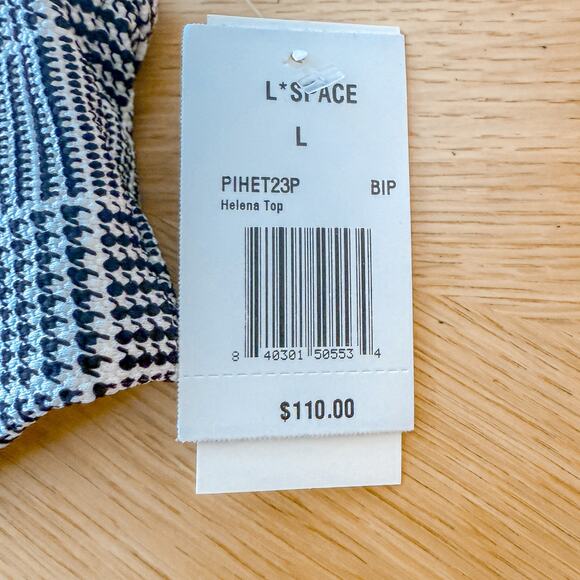 L*SPACE
L
PIHET23P BIP
Helena Top
8 40301 50553 4
$110.00